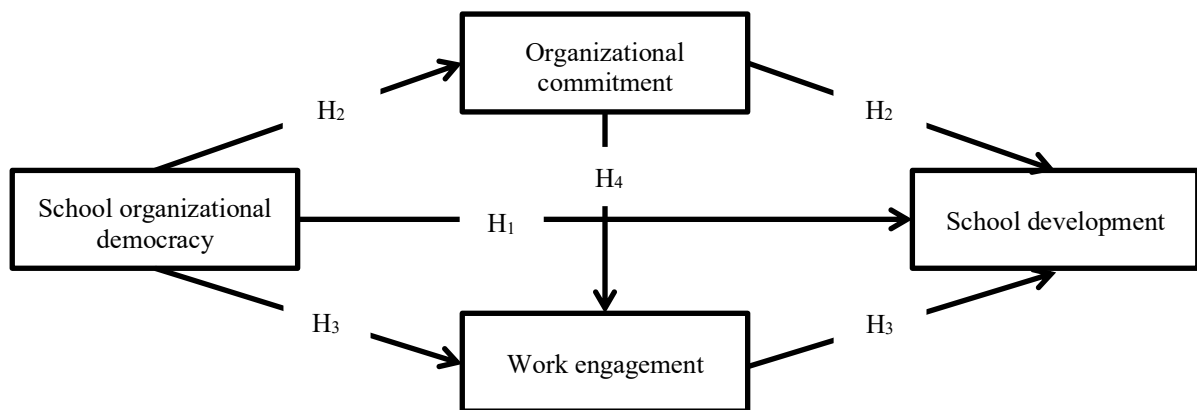 Organizational
commitment
H2
H2
H4
School organizational
democracy
H1
School development
H3
H3
Work engagement